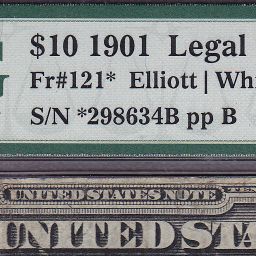 $10 1901 Legal
Fr#121* Elliott | Whi
S/N *298634B pp B
UNITED STATES NOTE
UNITED STA